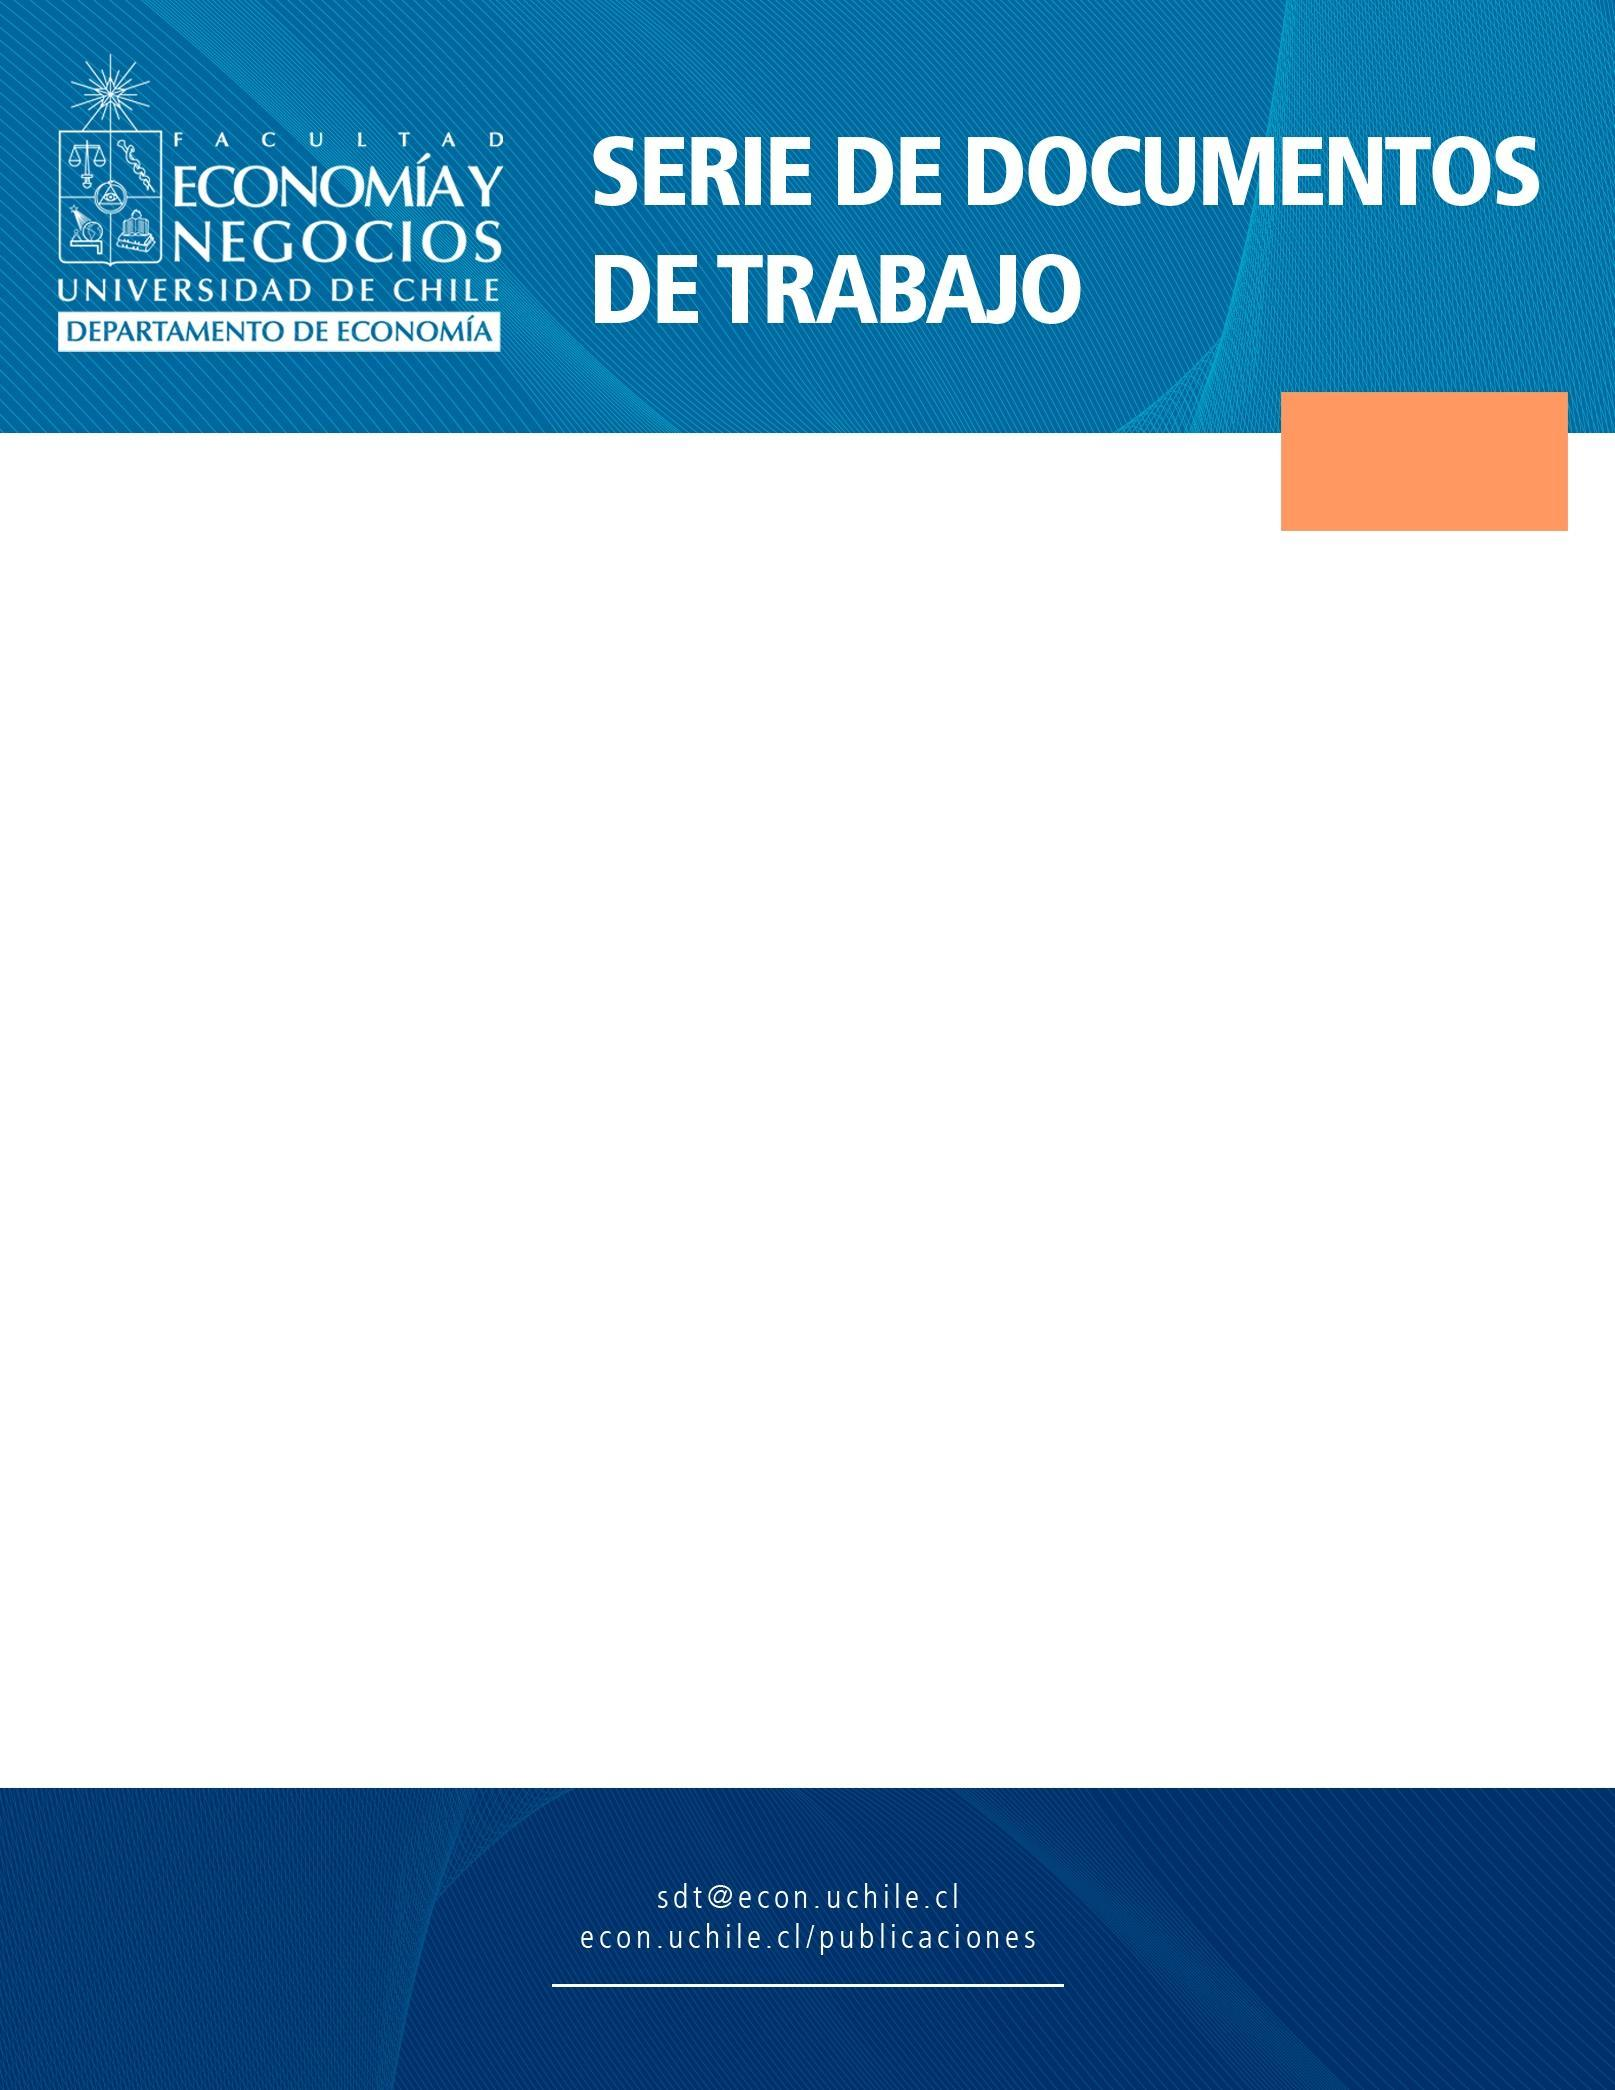 FACULTAD
ECONOMÍA Y
NEGOCIOS
UNIVERSIDAD DE CHILE
DEPARTAMENTO DE ECONOMÍA
SERIE DE DOCUMENTOS
DE TRABAJO
sdt@econ.uchile.cl
econ.uchile.cl/publicaciones